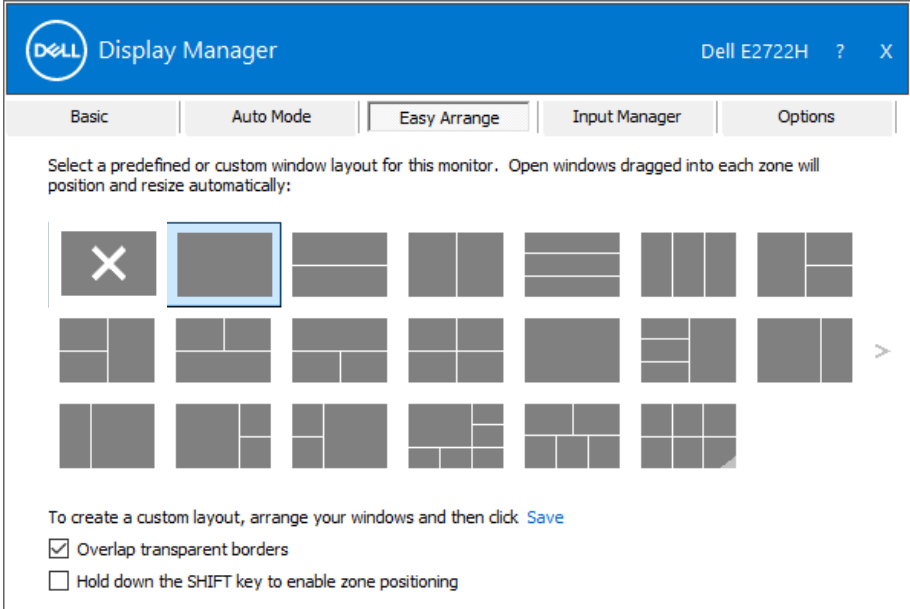 DELL Display Manager Dell E2722H ? X
Basic Auto Mode Easy Arrange Input Manager Options
Select a predefined or custom window layout for this monitor. Open windows dragged into each zone will
position and resize automatically:
>
To create a custom layout, arrange your windows and then click Save
Overlap transparent borders
Hold down the SHIFT key to enable zone positioning